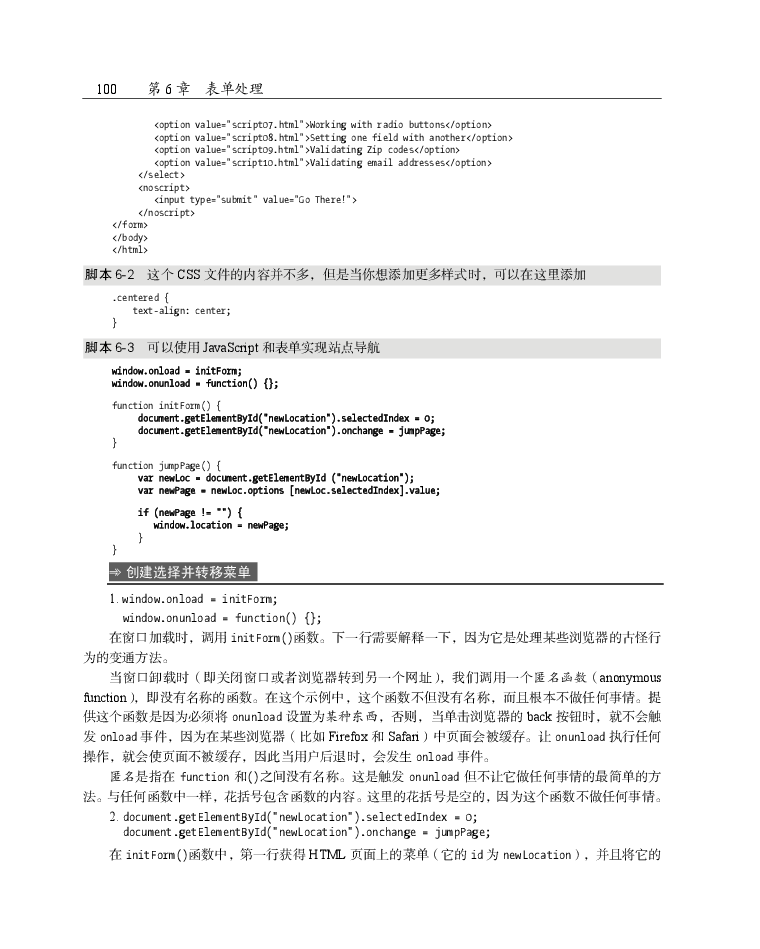 100 第 6 章 表单处理
<option value="script07.html">Working with radio buttons</option>
<option value="script08.html">Setting one field with another</option>
<option value="script09.html">Validating Zip codes</option>
<option value="script10.html">Validating email addresses</option>
</select>
<noscript>
<input type="submit" value="Go There!">
</noscript>
</form>
</body>
</html>
脚本 6-2 这个 CSS 文件的内容并不多，但是当你想添加更多样式时，可以在这里添加
.centered {
text-align: center;
}
脚本 6-3 可以使用 JavaScript 和表单实现站点导航
window.onload = initForm;
window.onunload = function() {};
function initForm() {
document.getElementById("newLocation").selectedIndex = 0;
document.getElementById("newLocation").onchange = jumpPage;
}
function jumpPage() {
var newLoc = document.getElementById ("newLocation");
var newPage = newLoc.options [newLoc.selectedIndex].value;
if (newPage != "") {
window.location = newPage;
}
}
➾ 创建选择并转移菜单
1. window.onload = initForm;
window.onunload = function() {};
在窗口加载时，调用 initForm()函数。下一行需要解释一下，因为它是处理某些浏览器的古怪行
为的变通方法。
当窗口卸载时（即关闭窗口或者浏览器转到另一个网址），我们调用一个匿名函数（anonymous
function），即没有名称的函数。在这个示例中，这个函数不但没有名称，而且根本不做任何事情。提
供这个函数是因为必须将 onunload 设置为某种东西，否则，当单击浏览器的 back 按钮时，就不会触
发 onload 事件，因为在某些浏览器（比如 Firefox 和 Safari）中页面会被缓存。让 onunload 执行任何
操作，就会使页面不被缓存，因此当用户后退时，会发生 onload 事件。
匿名是指在 function 和()之间没有名称。这是触发 onunload 但不让它做任何事情的最简单的方
法。与任何函数中一样，花括号包含函数的内容。这里的花括号是空的，因为这个函数不做任何事情。
2. document.getElementById("newLocation").selectedIndex = 0;
document.getElementById("newLocation").onchange = jumpPage;
在 initForm()函数中，第一行获得 HTML 页面上的菜单（它的 id 为 newLocation），并且将它的